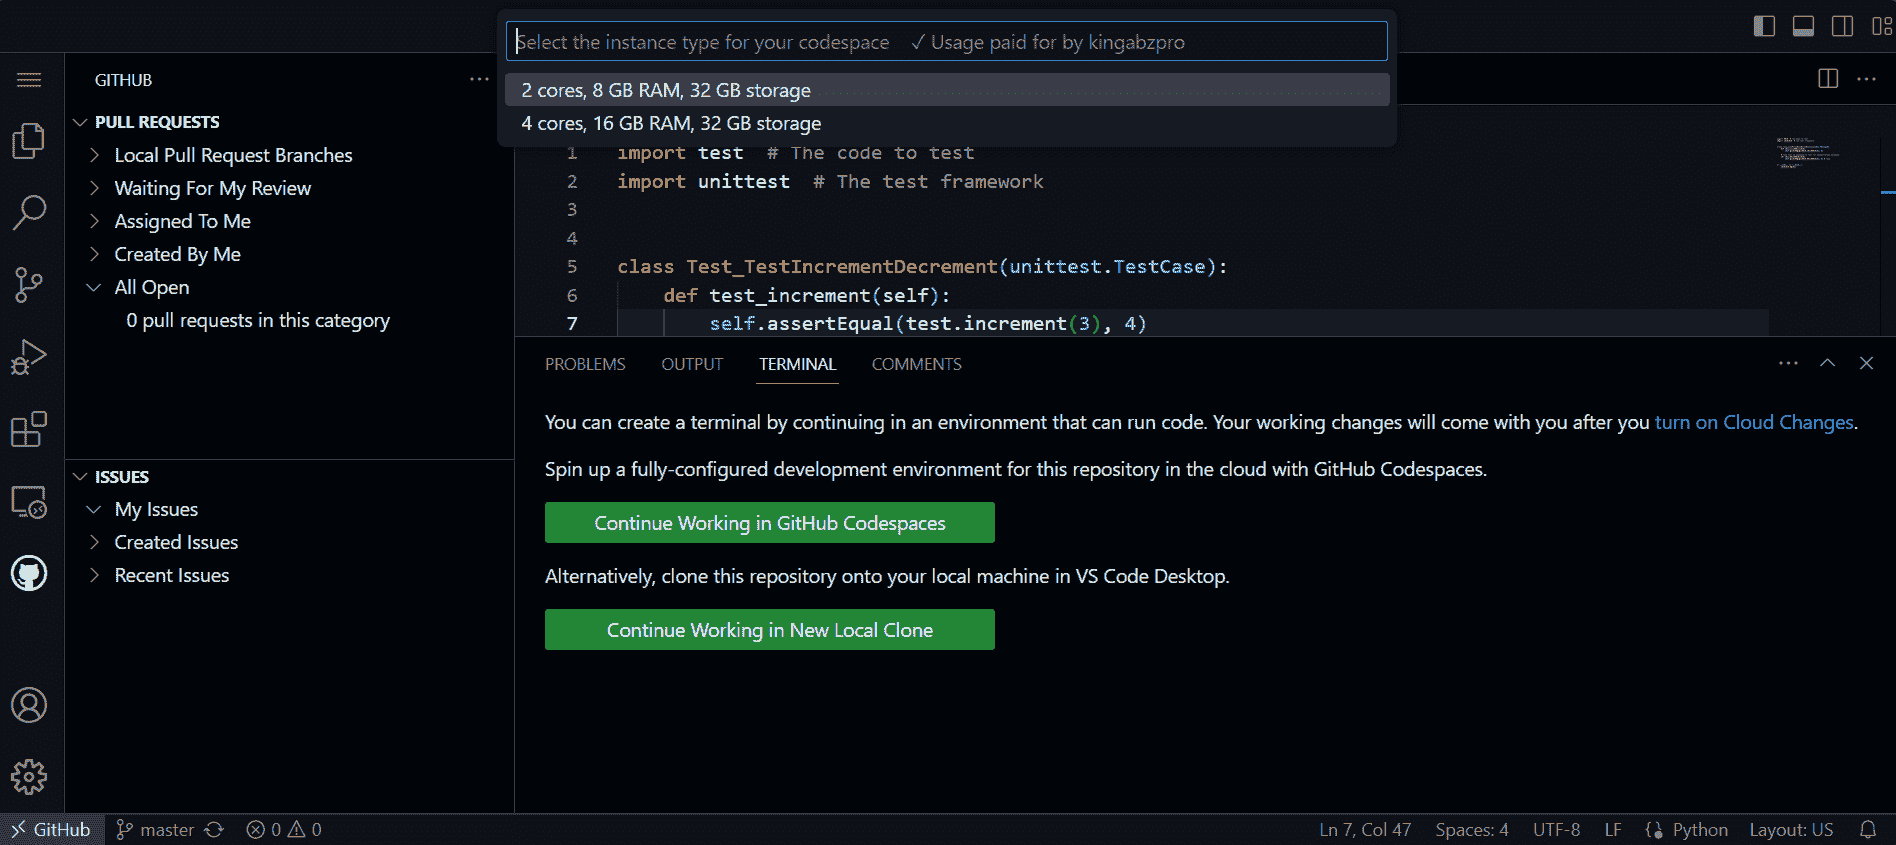 Select the instance type for your codespace ✓ Usage paid for by kingabzpro
2 cores, 8 GB RAM, 32 GB storage
4 cores, 16 GB RAM, 32 GB storage
GITHUB
PULL REQUESTS
Local Pull Request Branches
Waiting For My Review
Assigned To Me
Created By Me
All Open
0 pull requests in this category
ISSUES
My Issues
Created Issues
Recent Issues
1 import test # The code to test
2 import unittest # The test framework
3
4
5 class Test_TestIncrementDecrement(unittest.TestCase):
6 def test_increment(self):
7 self.assertEqual(test.increment(3), 4)
PROBLEMS OUTPUT TERMINAL COMMENTS
You can create a terminal by continuing in an environment that can run code. Your working changes will come with you after you turn on Cloud Changes.
Spin up a fully-configured development environment for this repository in the cloud with GitHub Codespaces.
Continue Working in GitHub Codespaces
Alternatively, clone this repository onto your local machine in VS Code Desktop.
Continue Working in New Local Clone
GitHub master 0 0 Ln 7, Col 47 Spaces: 4 UTF-8 LF Python Layout: US